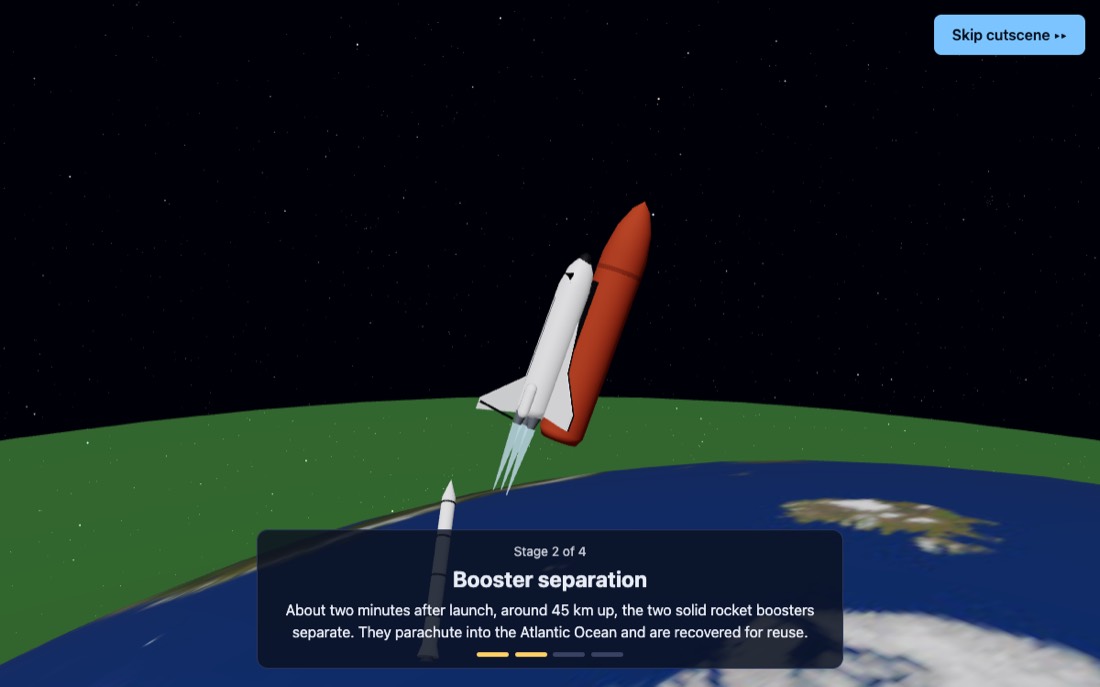 Skip cutscene ▸▸
Stage 2 of 4
Booster separation
About two minutes after launch, around 45 km up, the two solid rocket boosters
separate. They parachute into the Atlantic Ocean and are recovered for reuse.